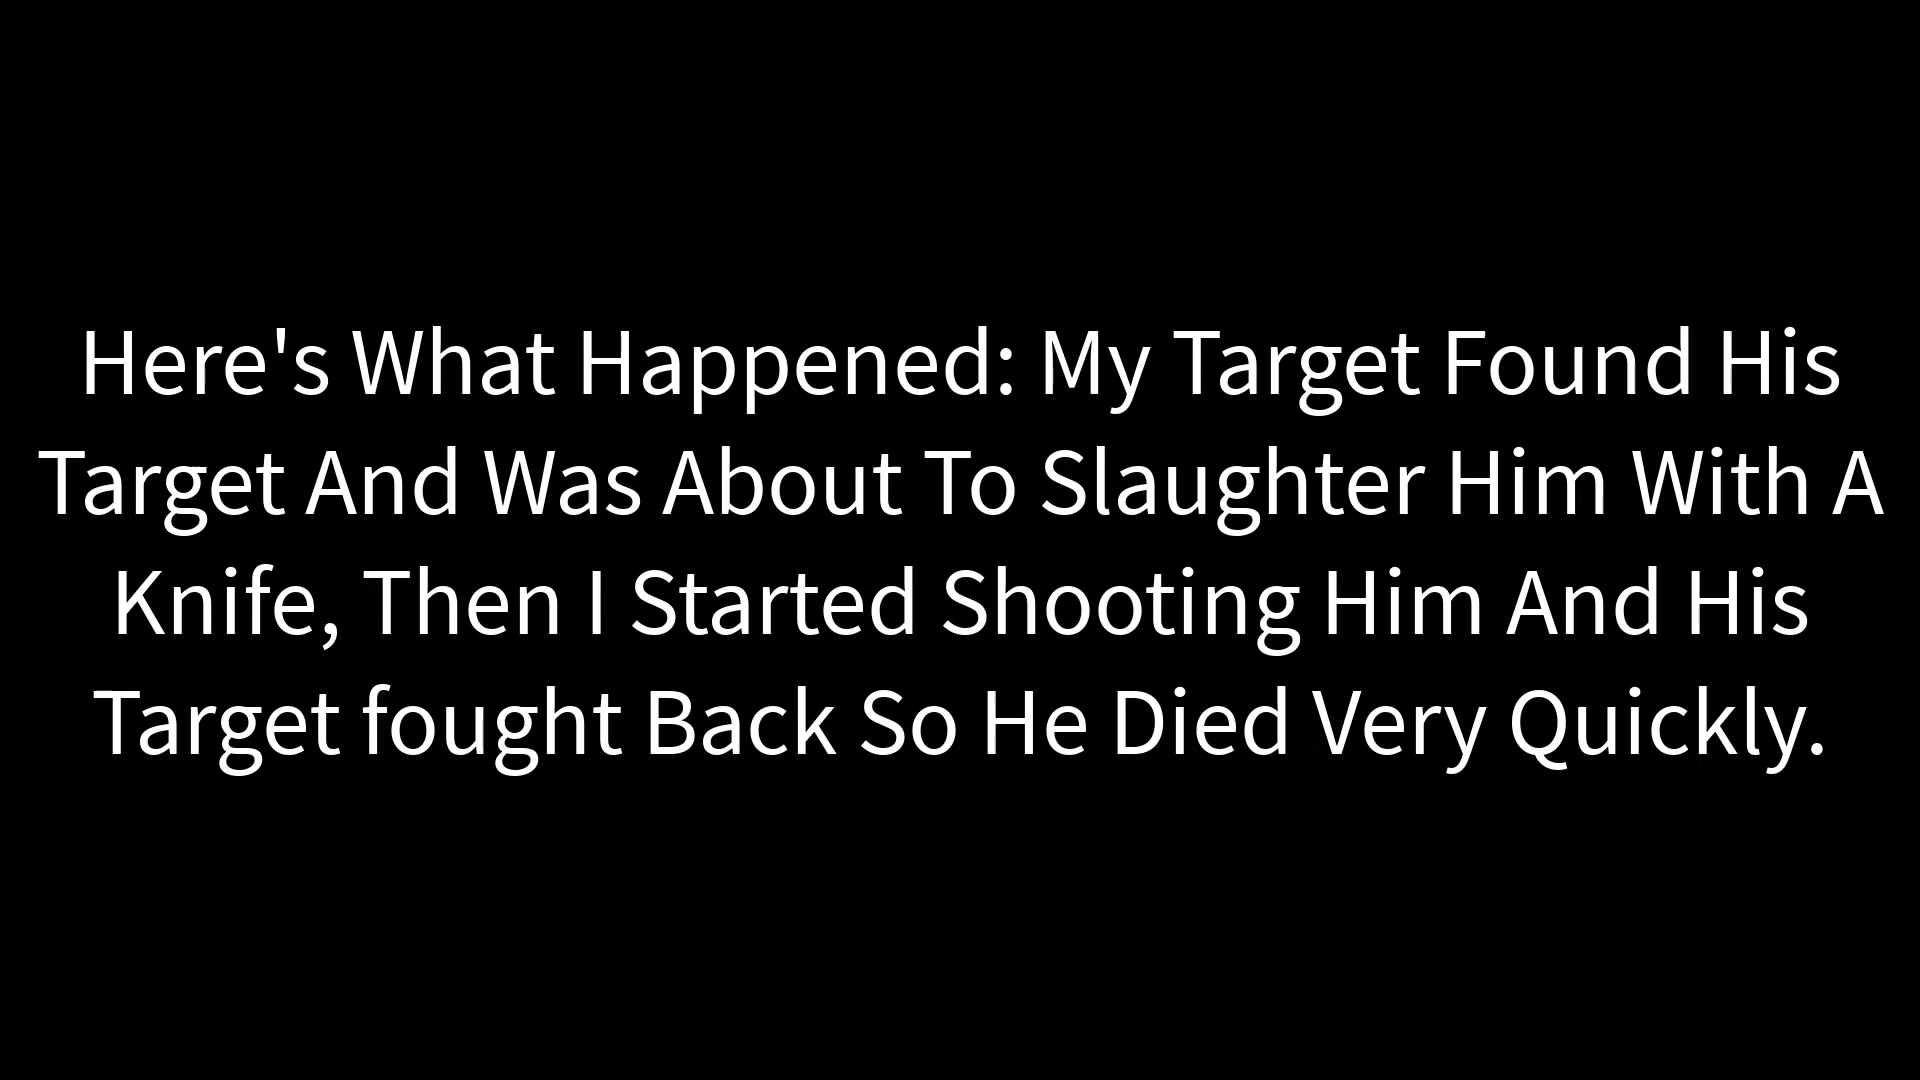 Here's What Happened: My Target Found His
Target And Was About To Slaughter Him With A
Knife, Then I Started Shooting Him And His
Target fought Back So He Died Very Quickly.